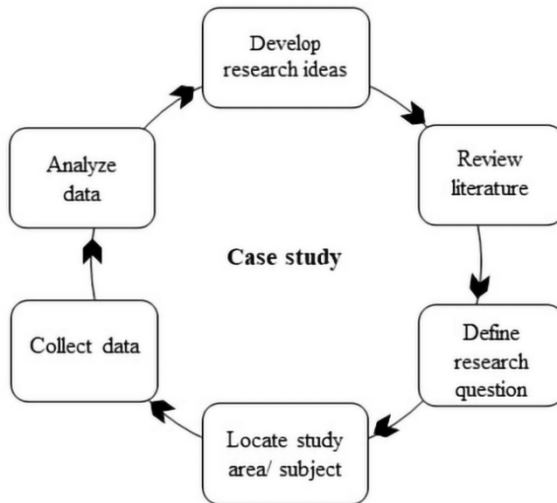 Develop
research ideas
Review
literature
Define
research
question
Locate study
area/ subject
Collect data
Analyze
data
Case study